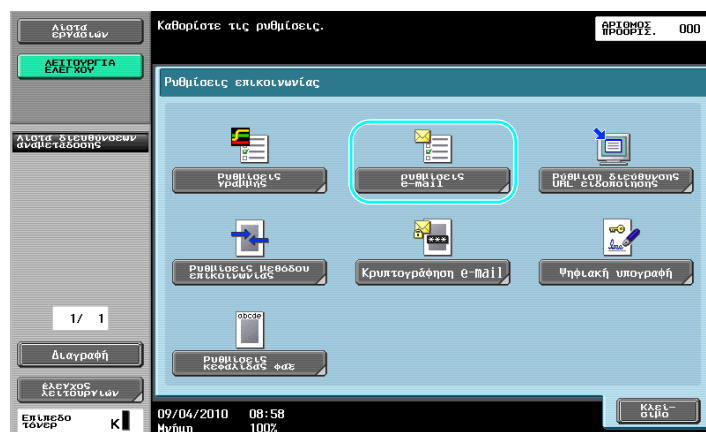 Λίστα
εργασιών
Καθορίστε τις ρυθμίσεις.
ΑΡΙΘΜΟΣ
ΠΡΟΟΡΙΣ.
000
ΛΕΙΤΟΥΡΓΙΑ
ΕΛΕΓΧΟΥ
Ρυθμίσεις επικοινωνίας
Λίστα διευθύνσεων
αναμετάδοσης
Ρυθμίσεις
γραμμής
ρυθμίσεις
e-mail
Ρύθμιση διεύθυνσης
URL ειδοποίησης
Ρυθμίσεις μεθόδου
επικοινωνίας
Κρυπτογράφηση e-mail
Ψηφιακή υπογραφή
abcde
1/ 1
Διαγραφή
Ρυθμίσεις
κεφαλίδας φαξ
έλεγχος
λειτουργιών
Επίπεδο
τόνερ
K
09/04/2010 08:58
Μνήμη 100%
Κλεί-
σιμο